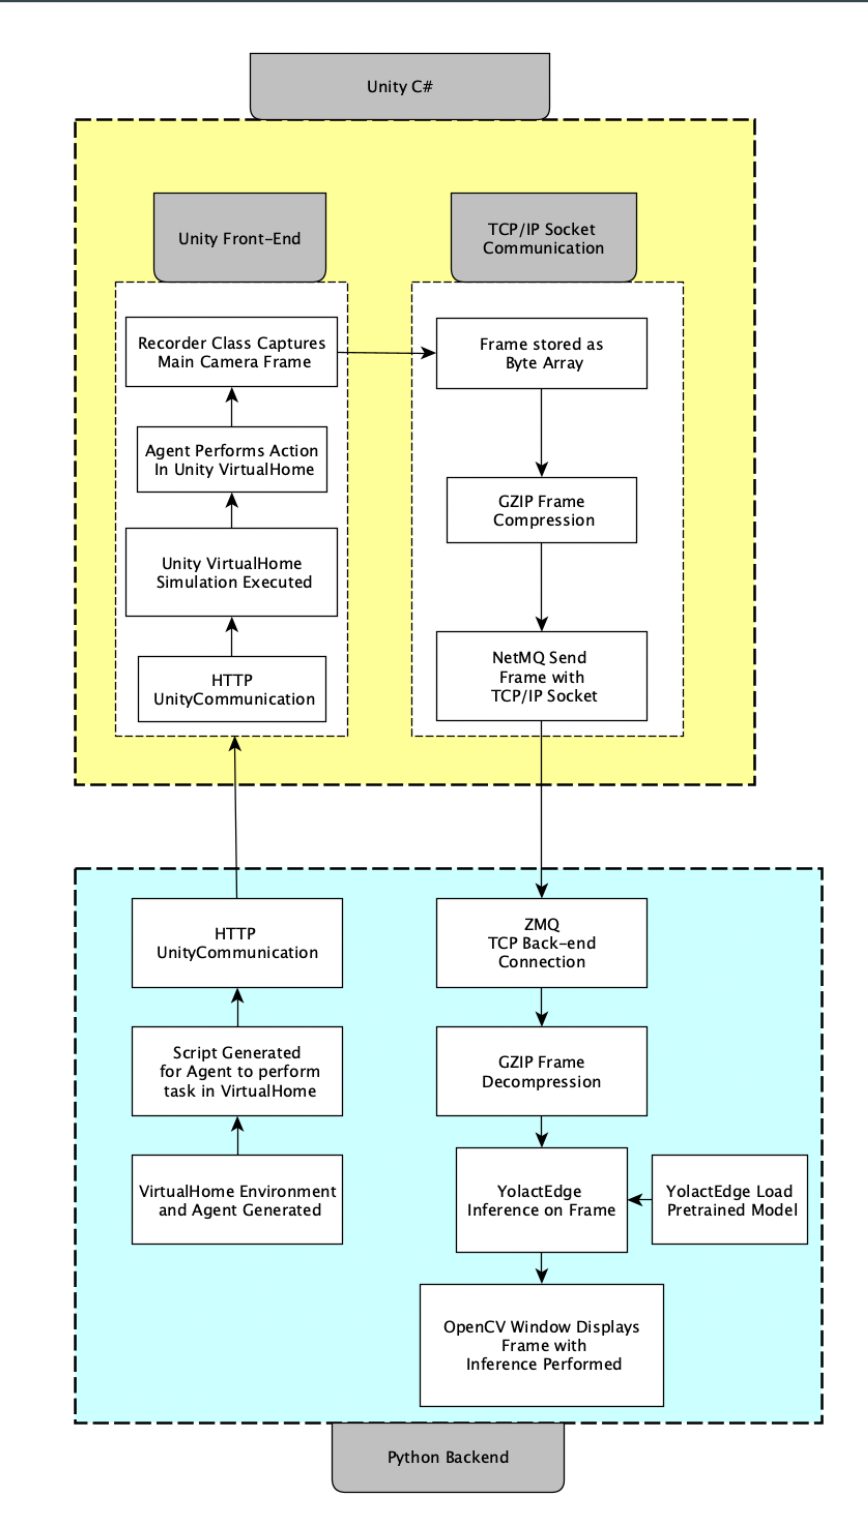 Unity C#
Unity Front-End
TCP/IP Socket
Communication
Recorder Class Captures
Main Camera Frame
Frame stored as
Byte Array
Agent Performs Action
In Unity VirtualHome
GZIP Frame
Compression
Unity VirtualHome
Simulation Executed
NetMQ Send
Frame with
TCP/IP Socket
HTTP
UnityCommunication
HTTP
UnityCommunication
ZMQ
TCP Back-end
Connection
Script Generated
for Agent to perform
task in VirtualHome
GZIP Frame
Decompression
VirtualHome Environment
and Agent Generated
YolactEdge
Inference on Frame
YolactEdge Load
Pretrained Model
OpenCV Window Displays
Frame with
Inference Performed
Python Backend